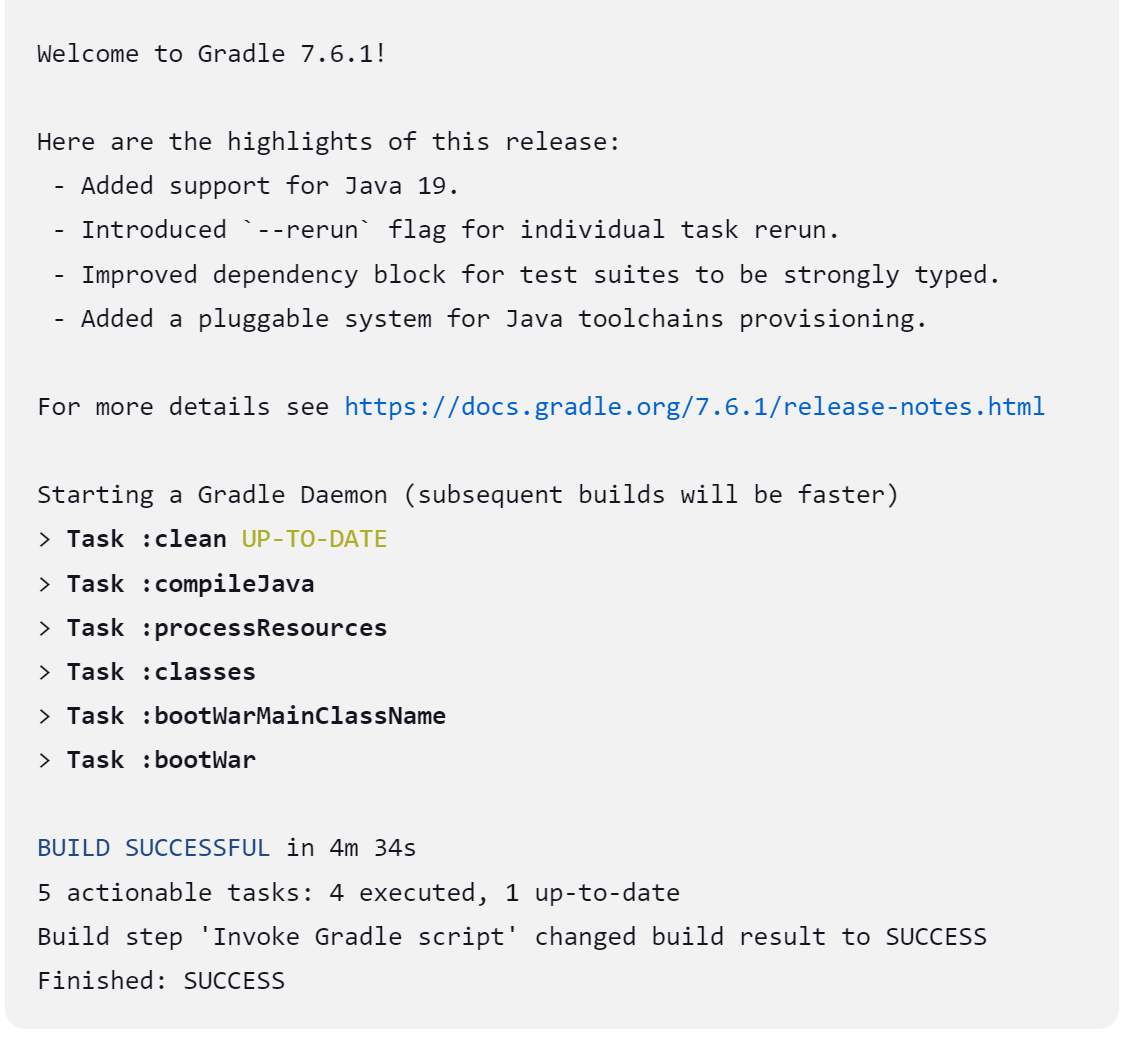 Welcome to Gradle 7.6.1!
Here are the highlights of this release:
- Added support for Java 19.
- Introduced `--rerun` flag for individual task rerun.
- Improved dependency block for test suites to be strongly typed.
- Added a pluggable system for Java toolchains provisioning.
For more details see https://docs.gradle.org/7.6.1/release-notes.html
Starting a Gradle Daemon (subsequent builds will be faster)
> Task :clean UP-TO-DATE
> Task :compileJava
> Task :processResources
> Task :classes
> Task :bootWarMainClassName
> Task :bootWar
BUILD SUCCESSFUL in 4m 34s
5 actionable tasks: 4 executed, 1 up-to-date
Build step 'Invoke Gradle script' changed build result to SUCCESS
Finished: SUCCESS